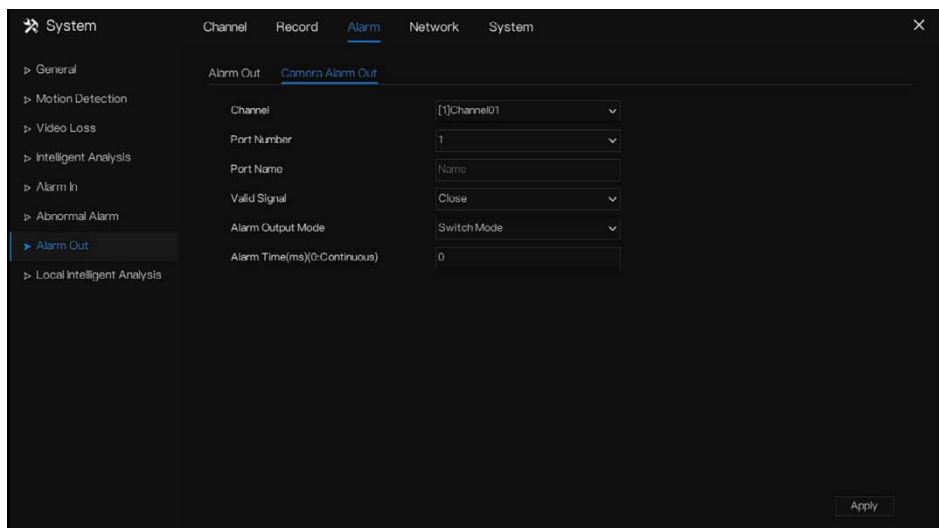 System
Channel Record Alarm Network System
General
Motion Detection
Video Loss
Intelligent Analysis
Alarm In
Abnormal Alarm
Alarm Out
Local Intelligent Analysis
Alarm Out Camera Alarm Out
Channel [1]Channel01
Port Number 1
Port Name Name
Valid Signal Close
Alarm Output Mode Switch Mode
Alarm Time(ms)(0:Continuous) 0
Apply